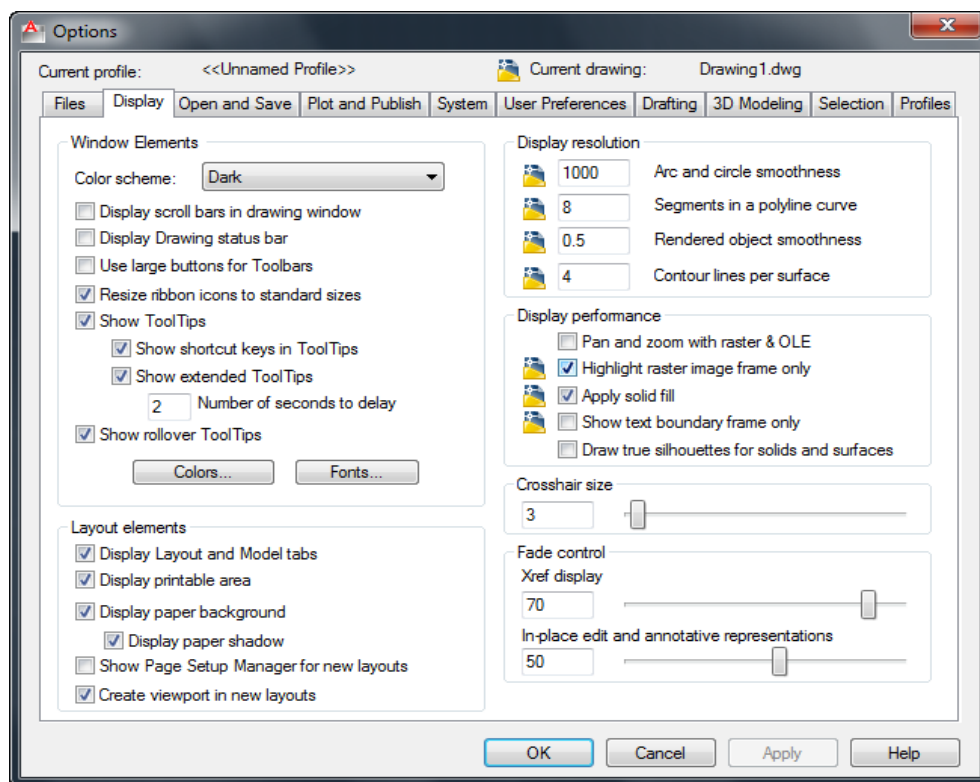 Options
Current profile: <<Unnamed Profile>> Current drawing: Drawing1.dwg
Files Display Open and Save Plot and Publish System User Preferences Drafting 3D Modeling Selection Profiles
Window Elements
Color scheme: Dark
Display scroll bars in drawing window
Display Drawing status bar
Use large buttons for Toolbars
Resize ribbon icons to standard sizes
Show ToolTips
Show shortcut keys in ToolTips
Show extended ToolTips
2 Number of seconds to delay
Show rollover ToolTips
Colors... Fonts...
Layout elements
Display Layout and Model tabs
Display printable area
Display paper background
Display paper shadow
Show Page Setup Manager for new layouts
Create viewport in new layouts
Display resolution
1000 Arc and circle smoothness
8 Segments in a polyline curve
0.5 Rendered object smoothness
4 Contour lines per surface
Display performance
Pan and zoom with raster & OLE
Highlight raster image frame only
Apply solid fill
Show text boundary frame only
Draw true silhouettes for solids and surfaces
Crosshair size
3
Fade control
Xref display
70
In-place edit and annotative representations
50
OK Cancel Apply Help